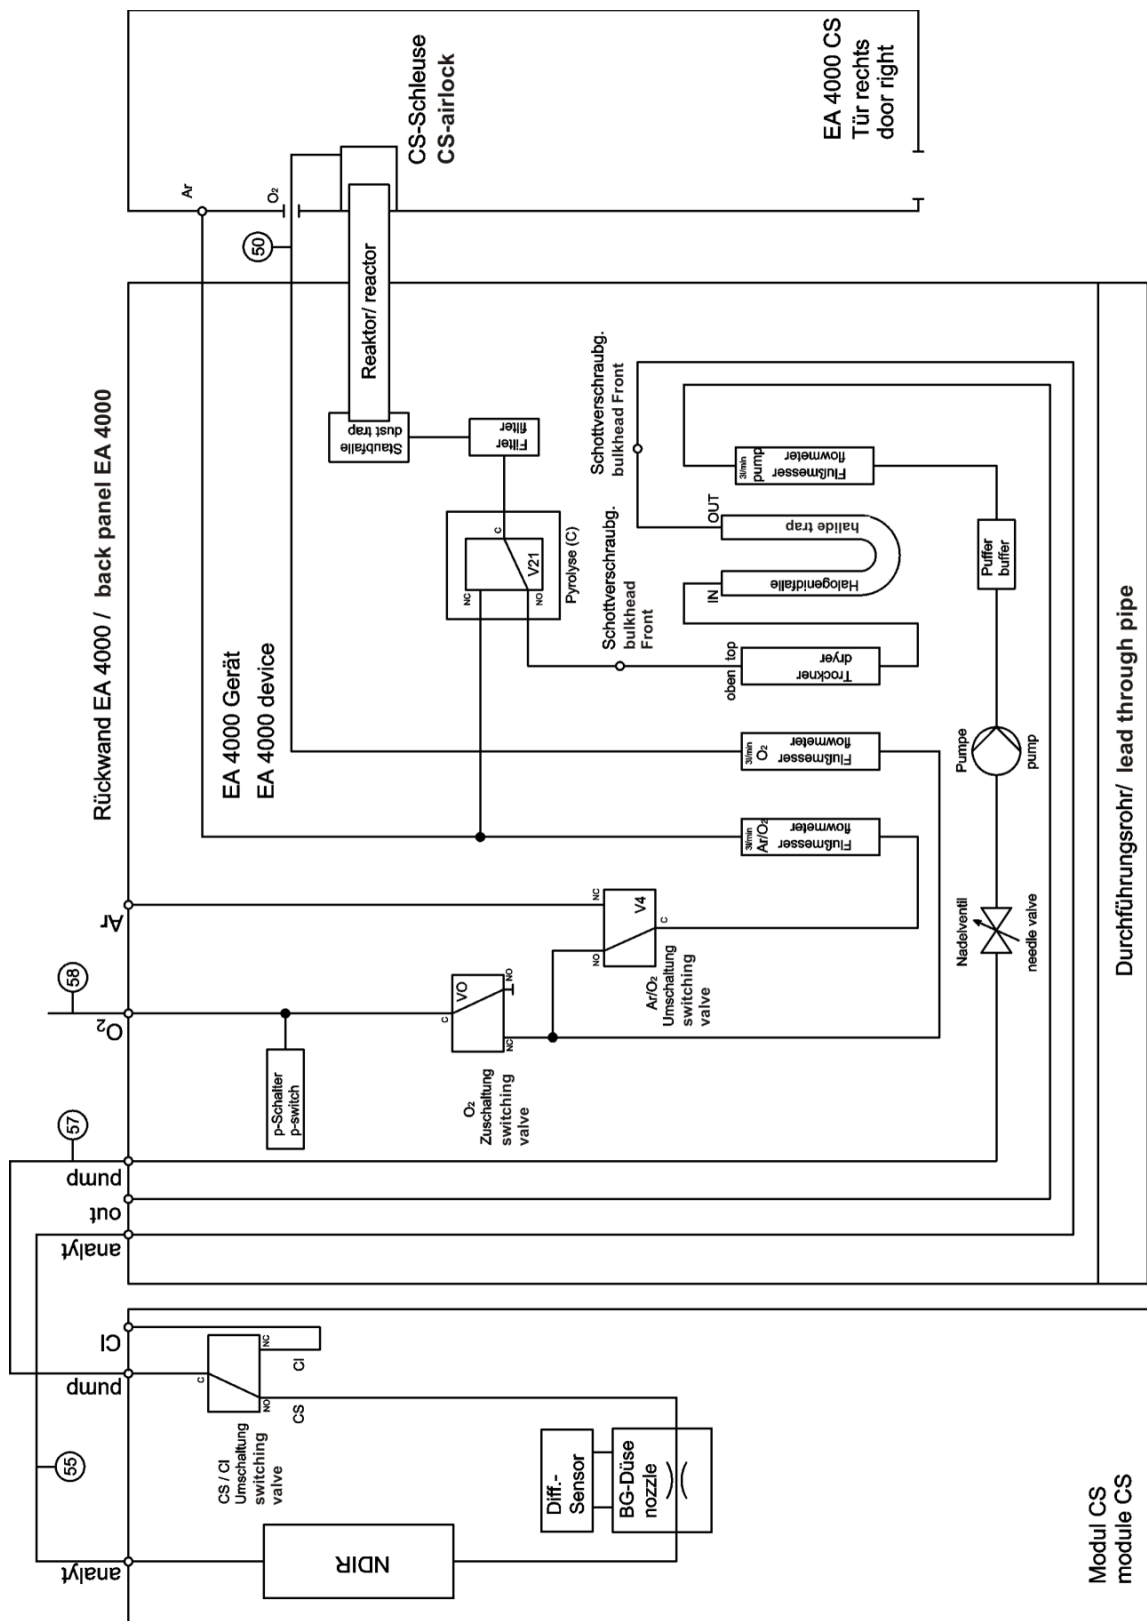 Rückwand EA 4000 / back panel EA 4000
EA 4000 Gerät
EA 4000 device
CS-Schleuse
CS-airlock
EA 4000 CS
Tür rechts
door right
Ar
O₂
50
Reaktor/ reactor
Staubfalle
dust trap
Filter
filter
C
V21
NC
NO
Pyrolyse (C)
Schottverschraubg.
bulkhead
Front
Schottverschraubg.
bulkhead Front
oben top
Trockner
dryer
IN
Halogenidfalle
halide trap
OUT
3l/min
pump
Flußmesser
flowmeter
Puffer
buffer
Pumpe
pump
Nadelventil
needle valve
3l/min
O₂
Flußmesser
flowmeter
3l/min
Ar/O₂
Flußmesser
flowmeter
Ar
NC
V4
NO
C
Ar/O₂
Umschaltung
switching
valve
58
O₂
p-Schalter
p-switch
C
VO
NO
NC
O₂
Zuschaltung
switching
valve
57
pump
out
analyt
Durchführungsrohr/ lead through pipe
CI
pump
analyt
55
C
NC
NO
CI
CS
CS / CI
Umschaltung
switching
valve
NDIR
Diff.-
Sensor
BG-Düse
nozzle
Modul CS
module CS